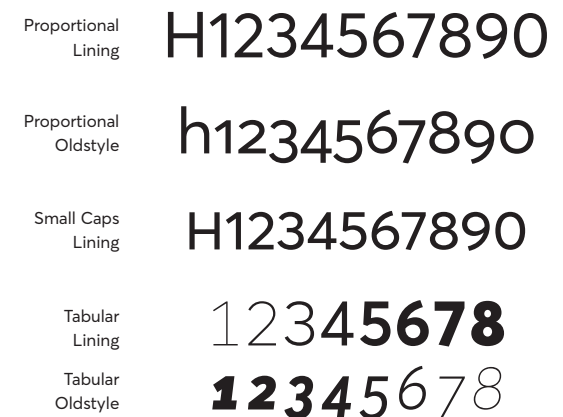 Proportional
Lining
H1234567890
Proportional
Oldstyle
h1234567890
Small Caps
Lining
H1234567890
Tabular
Lining
12345678
Tabular
Oldstyle
12345678